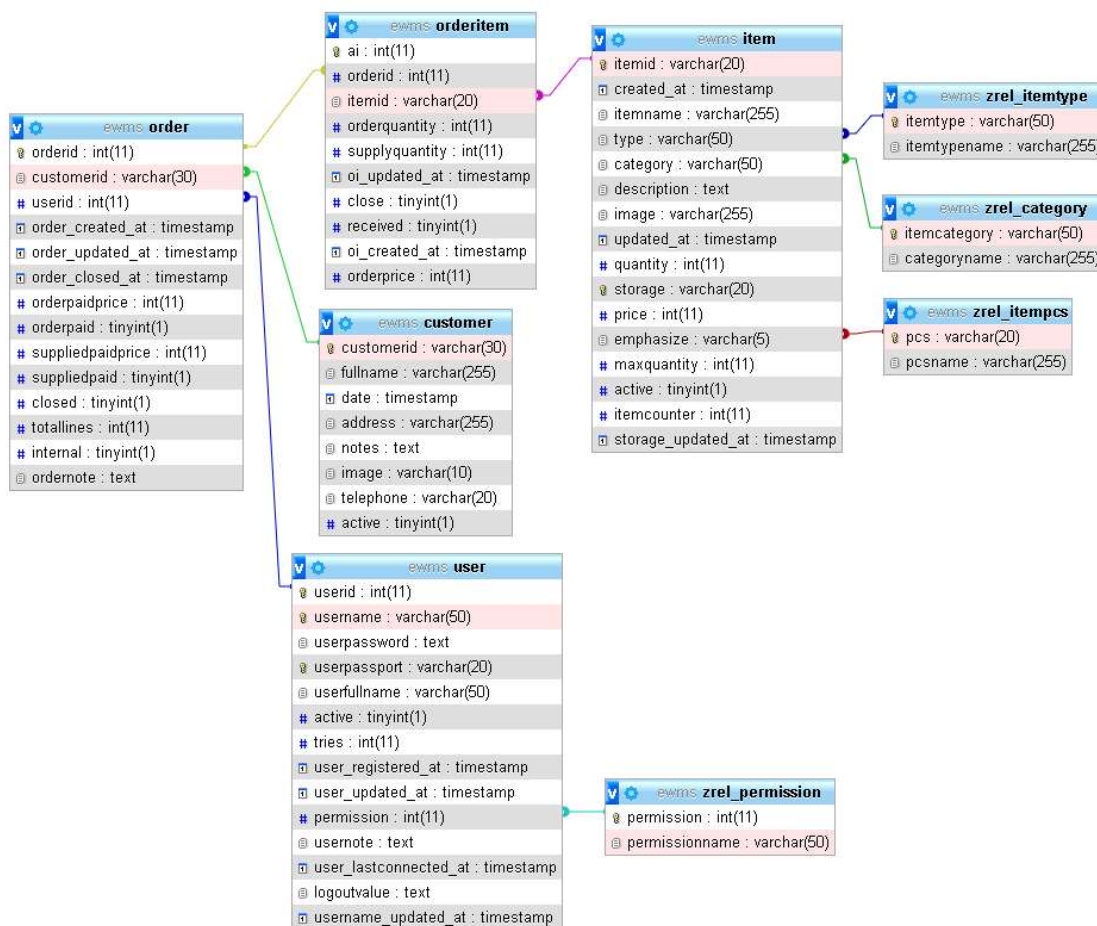 ewms order
orderid : int(11)
customerid : varchar(30)
userid : int(11)
order_created_at : timestamp
order_updated_at : timestamp
order_closed_at : timestamp
orderpaidprice : int(11)
orderpaid : tinyint(1)
suppliedpaidprice : int(11)
suppliedpaid : tinyint(1)
closed : tinyint(1)
totallines : int(11)
internal : tinyint(1)
ordernote : text
ewms orderitem
ai : int(11)
orderid : int(11)
itemid : varchar(20)
orderquantity : int(11)
supplyquantity : int(11)
oi_updated_at : timestamp
close : tinyint(1)
received : tinyint(1)
oi_created_at : timestamp
orderprice : int(11)
ewms customer
customerid : varchar(30)
fullname : varchar(255)
date : timestamp
address : varchar(255)
notes : text
image : varchar(10)
telephone : varchar(20)
active : tinyint(1)
ewms item
itemid : varchar(20)
created_at : timestamp
itemname : varchar(255)
type : varchar(50)
category : varchar(50)
description : text
image : varchar(255)
updated_at : timestamp
quantity : int(11)
storage : varchar(20)
price : int(11)
emphasize : varchar(5)
maxquantity : int(11)
active : tinyint(1)
itemcounter : int(11)
storage_updated_at : timestamp
ewms zrel_itemtype
itemtype : varchar(50)
itemtypename : varchar(255)
ewms zrel_category
itemcategory : varchar(50)
categoryname : varchar(255)
ewms zrel_itempcs
pcs : varchar(20)
pcsname : varchar(255)
ewms user
userid : int(11)
username : varchar(50)
userpassword : text
userpassport : varchar(20)
userfullname : varchar(50)
active : tinyint(1)
tries : int(11)
user_registered_at : timestamp
user_updated_at : timestamp
permission : int(11)
usernote : text
user_lastconnected_at : timestamp
logoutvalue : text
username_updated_at : timestamp
ewms zrel_permission
permission : int(11)
permissionname : varchar(50)